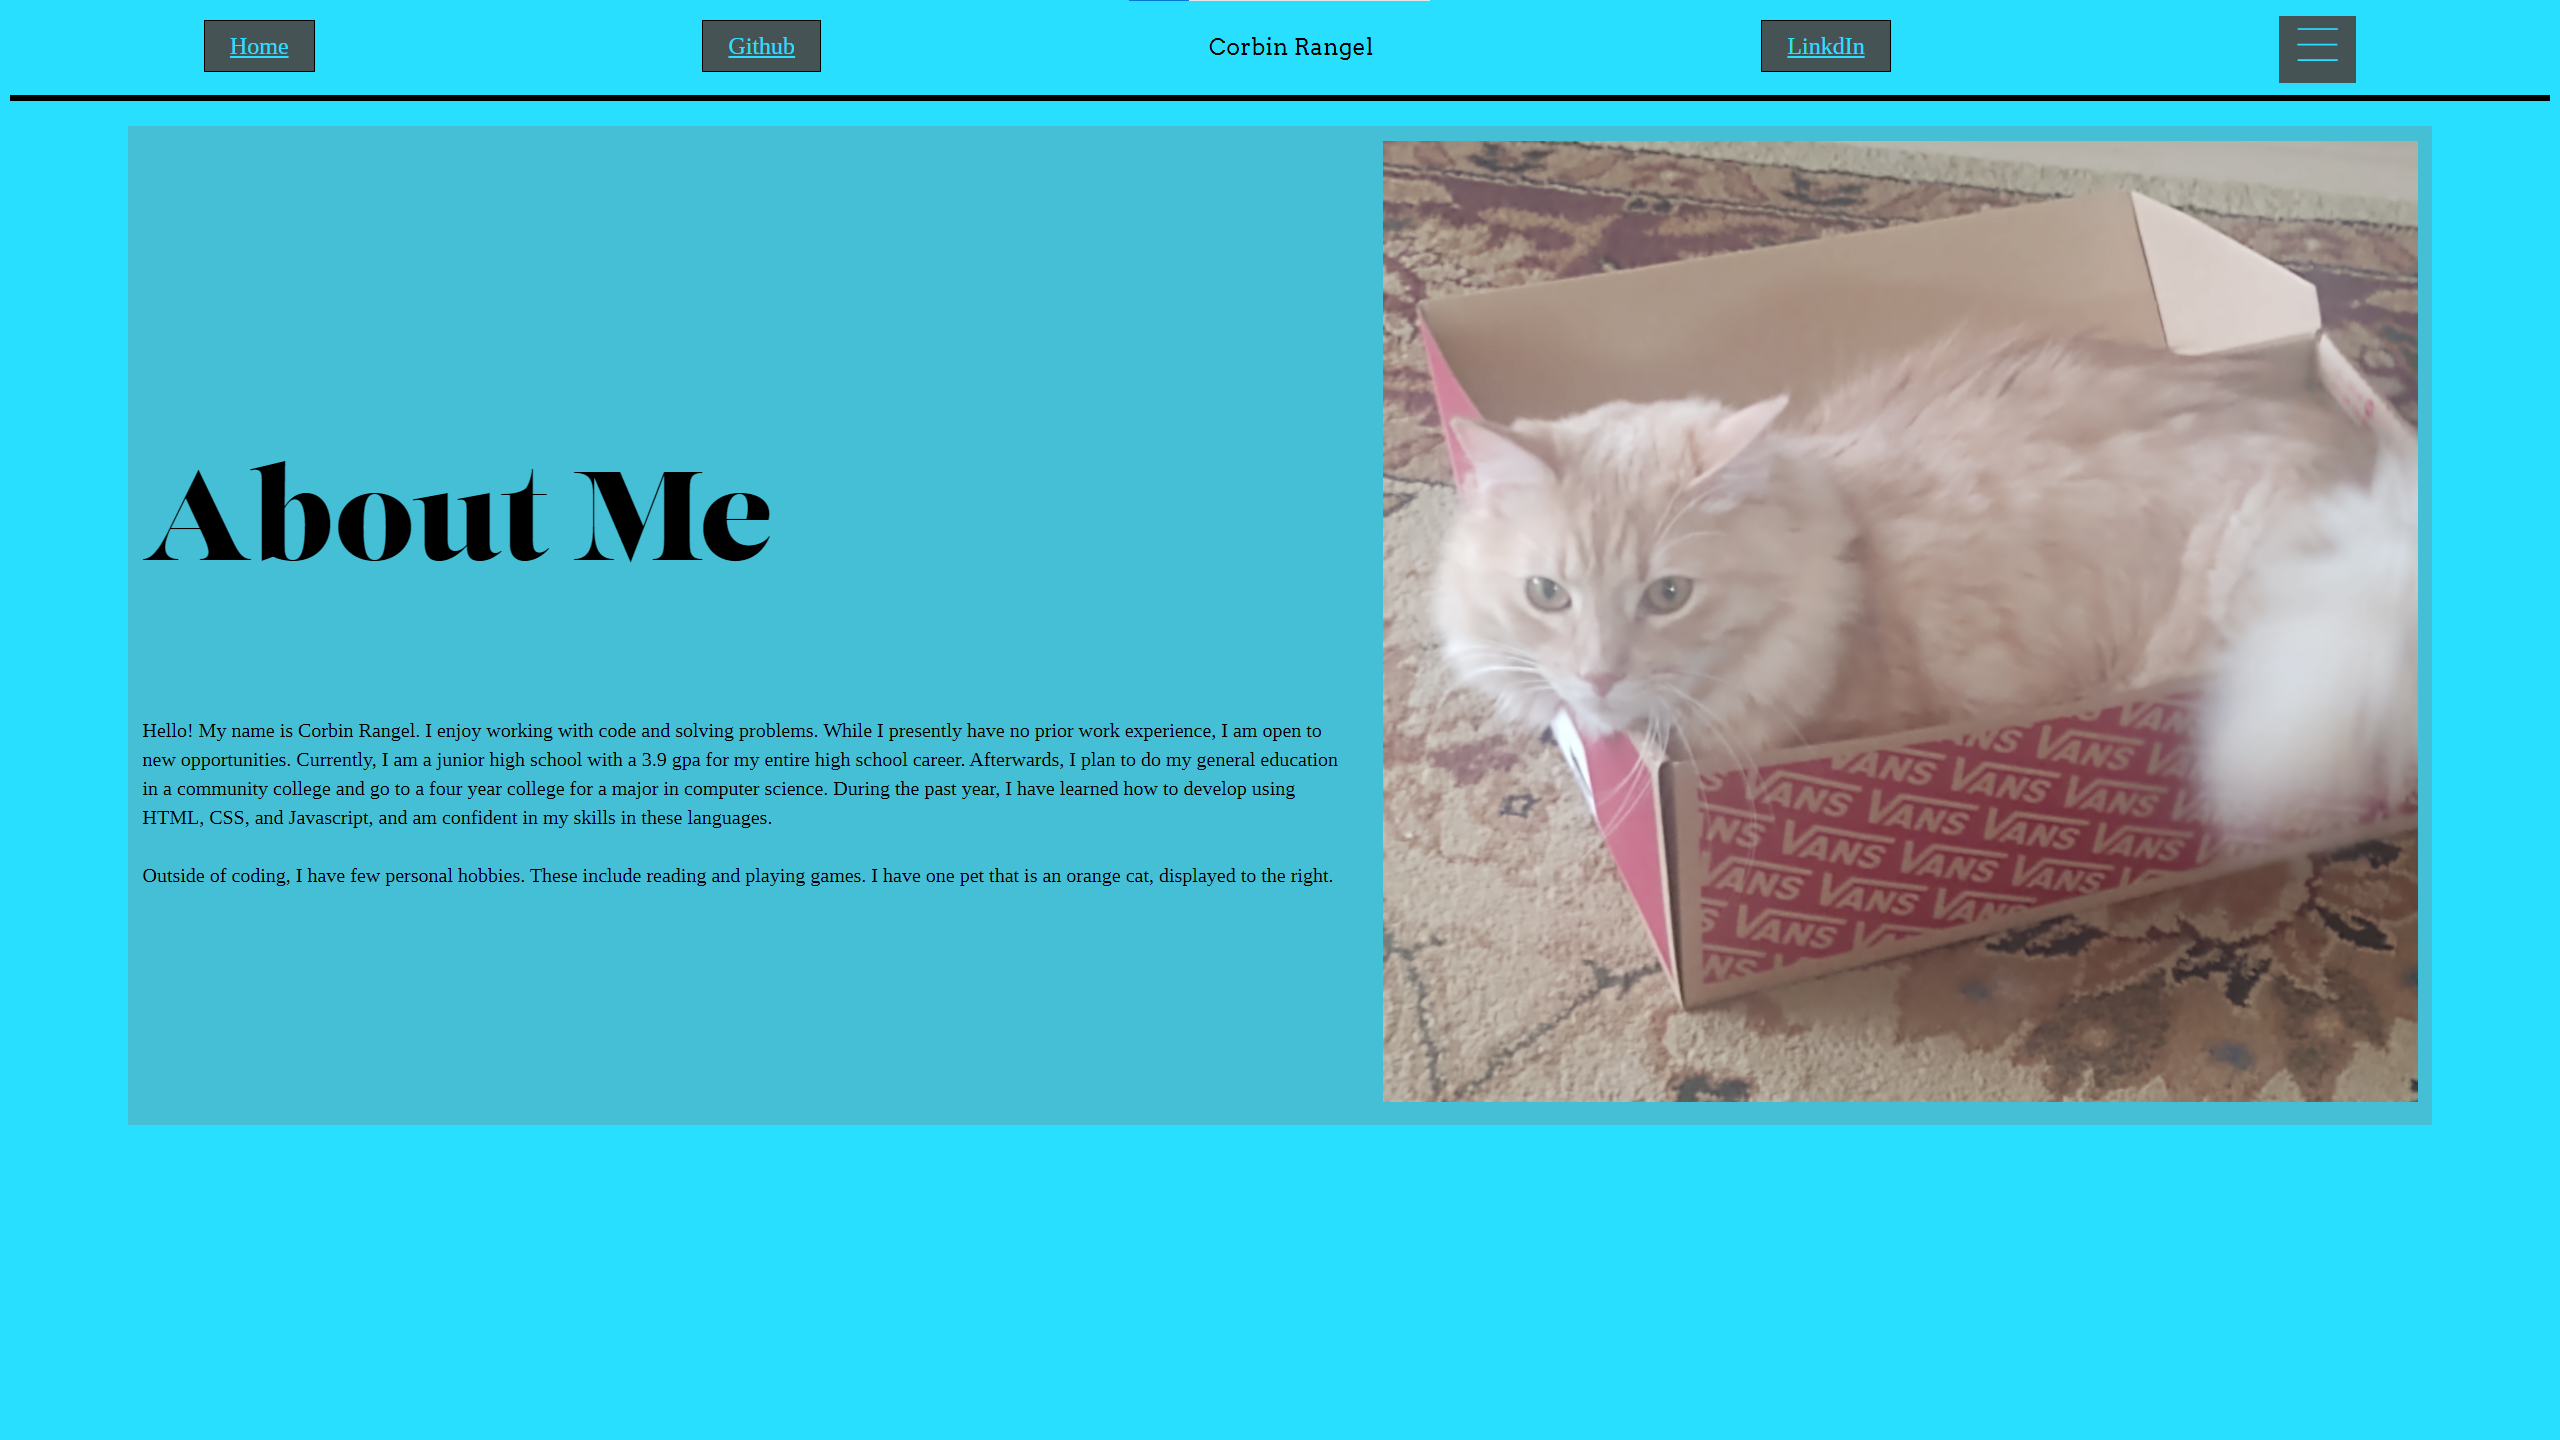 Home
Github
Corbin Rangel
LinkdIn
About Me
Hello! My name is Corbin Rangel. I enjoy working with code and solving problems. While I presently have no prior work experience, I am open to
new opportunities. Currently, I am a junior high school with a 3.9 gpa for my entire high school career. Afterwards, I plan to do my general education
in a community college and go to a four year college for a major in computer science. During the past year, I have learned how to develop using
HTML, CSS, and Javascript, and am confident in my skills in these languages.
Outside of coding, I have few personal hobbies. These include reading and playing games. I have one pet that is an orange cat, displayed to the right.
VANS VANS
VANS VANS VANS
VANS VANS VANS VANS
VANS VANS VANS VANS
VANS VANS VANS
VANS